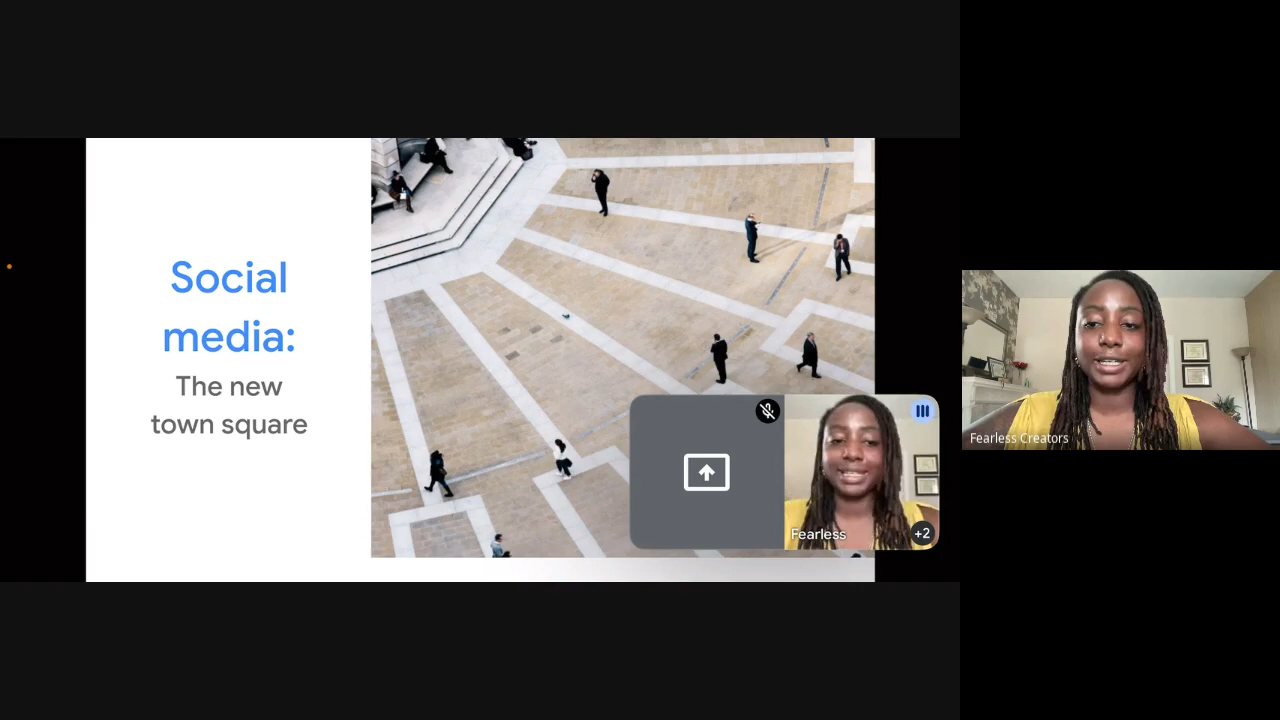 Social
media:
The new
town square
Fearless
+2
Fearless Creators